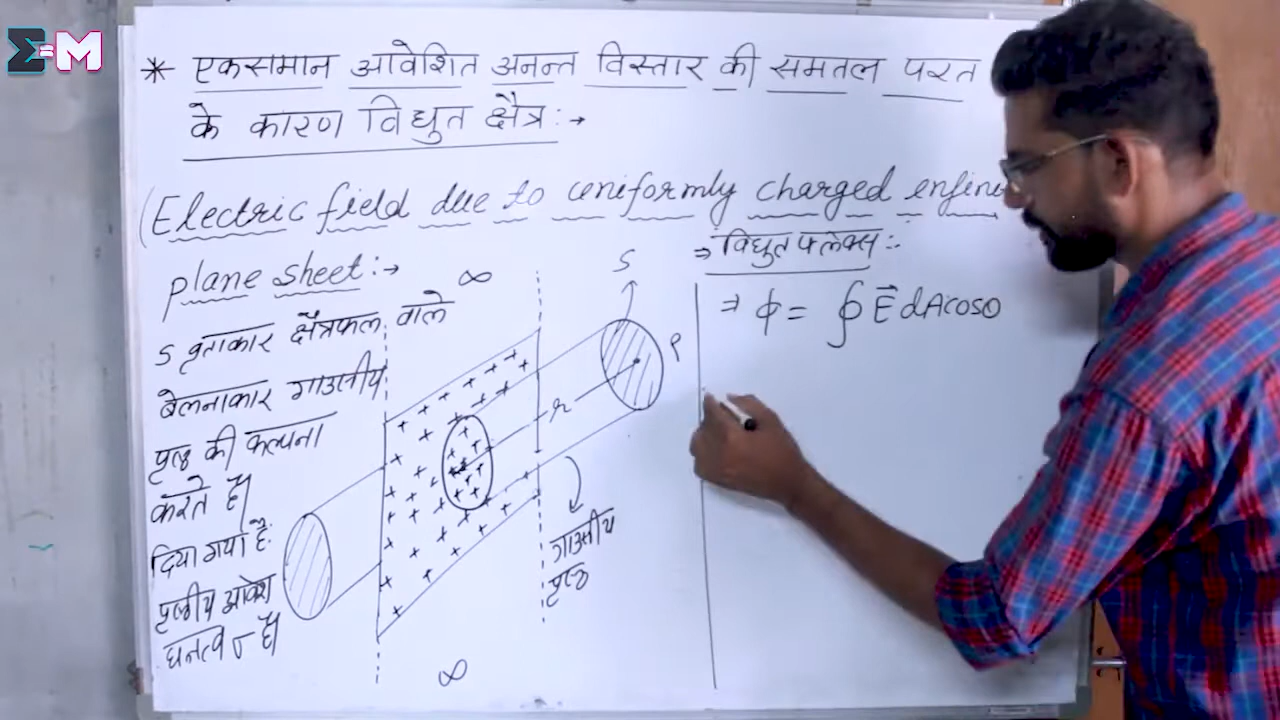 Σ=M
* एकसमान आवेशित अनन्त विस्तार की समतल परत
के कारण विधुत क्षैत्र:→
(Electric field due to uniformly charged enfini
plane sheet:→
S वृताकार क्षैत्रफल वाले
बेलनाकार गाउसीय
पृष्ठ की कल्पना
करते है।
दिया गया है:
पृष्ठीय आवेश
घनत्व σ है।
∞
S
P
r
गाउसीय
पृष्ठ
∞
⇒ विधुत फ्लेक्स:-
⇒ ϕ = ∮ E⃗ dA cosθ